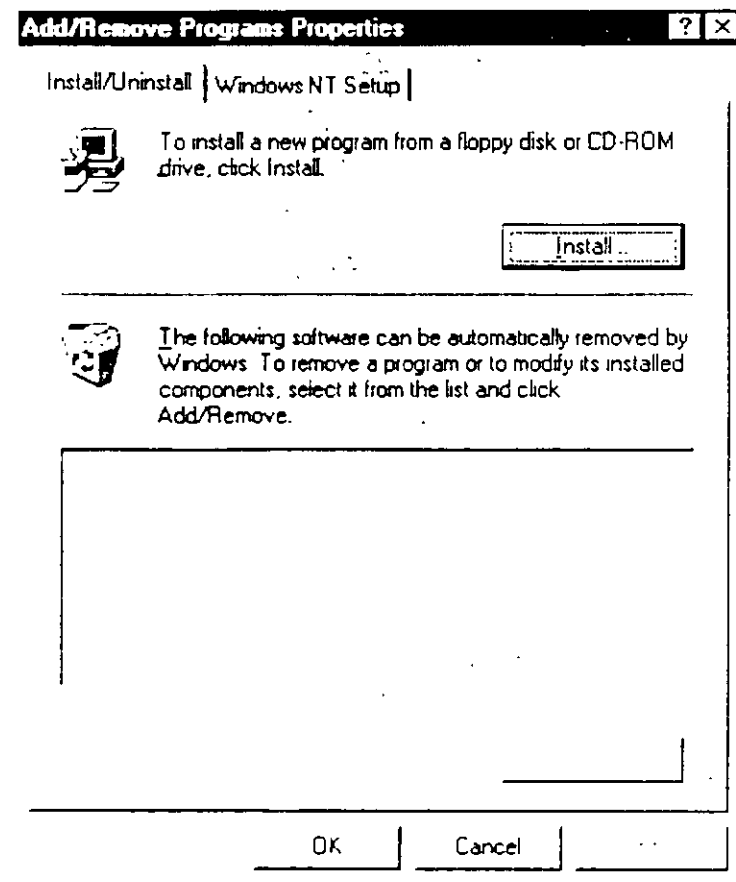 Add/Remove Programs Properties
? ×
Install/Uninstall
Windows NT Setup
To install a new program from a floppy disk or CD-ROM
drive, click Install.
Install...
The following software can be automatically removed by
Windows. To remove a program or to modify its installed
components, select it from the list and click
Add/Remove.
OK
Cancel